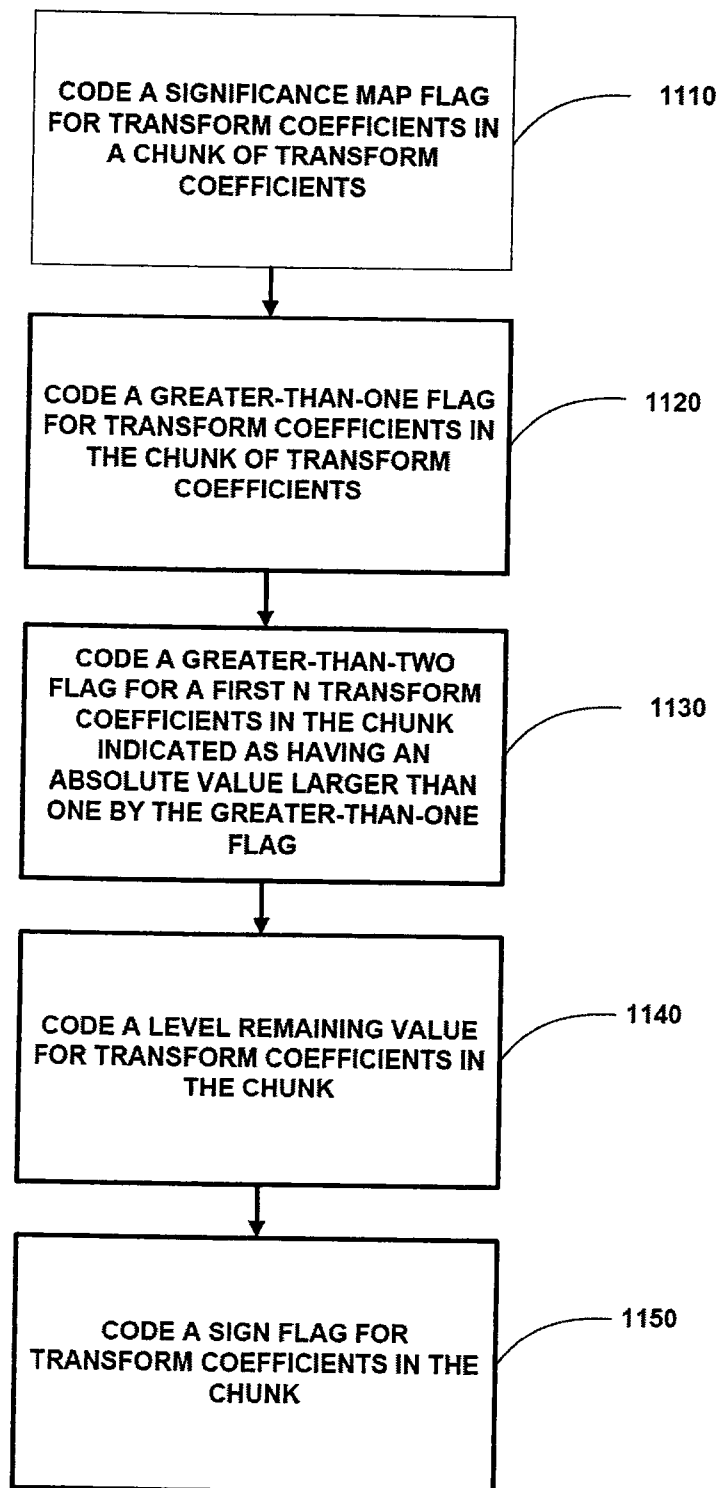 CODE A SIGNIFICANCE MAP FLAG
FOR TRANSFORM COEFFICIENTS IN
A CHUNK OF TRANSFORM
COEFFICIENTS
1110
CODE A GREATER-THAN-ONE FLAG
FOR TRANSFORM COEFFICIENTS IN
THE CHUNK OF TRANSFORM
COEFFICIENTS
1120
CODE A GREATER-THAN-TWO
FLAG FOR A FIRST N TRANSFORM
COEFFICIENTS IN THE CHUNK
INDICATED AS HAVING AN
ABSOLUTE VALUE LARGER THAN
ONE BY THE GREATER-THAN-ONE
FLAG
1130
CODE A LEVEL REMAINING VALUE
FOR TRANSFORM COEFFICIENTS IN
THE CHUNK
1140
CODE A SIGN FLAG FOR
TRANSFORM COEFFICIENTS IN THE
CHUNK
1150